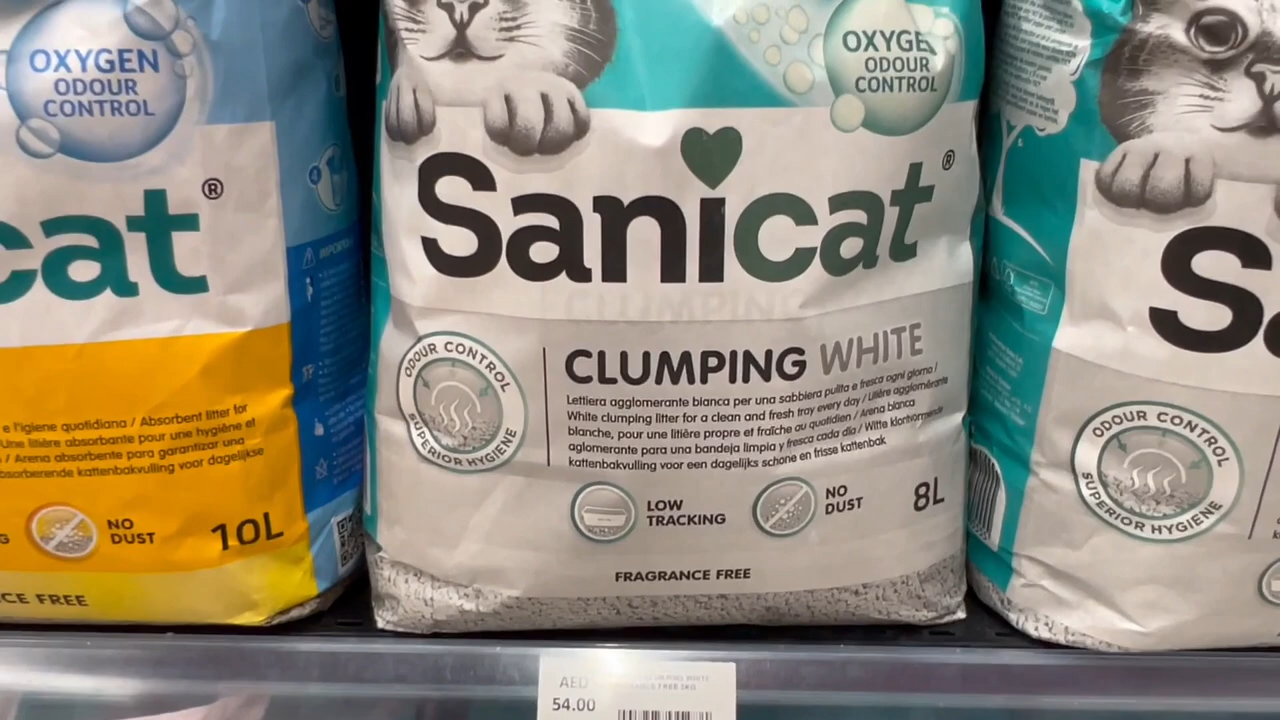 OXYGEN
ODOUR
CONTROL
cat®
e l'igiene quotidiana / Absorbent litter for
Une litière absorbante pour une hygiène et
/ Arena absorbente para garantizar una
absorberende kattenbakvulling voor dagelijkse
NO
DUST
10L
CE FREE
OXYGE
ODOUR
CONTROL
Sanicat®
CLUMPING WHITE
Lettiera agglomerante bianca per una sabbiera pulita e fresca ogni giorno /
White clumping litter for a clean and fresh tray every day / Litière agglomérante
blanche, pour une litière propre et fraîche au quotidien / Arena blanca
aglomerante para una bandeja limpia y fresca cada día / Witte klontvormende
kattenbakvulling voor een dagelijks schone en frisse kattenbak
ODOUR CONTROL
SUPERIOR HYGIENE
LOW
TRACKING
NO
DUST
8L
FRAGRANCE FREE
S
ODOUR CONTROL
SUPERIOR HYGIENE
AED
54.00